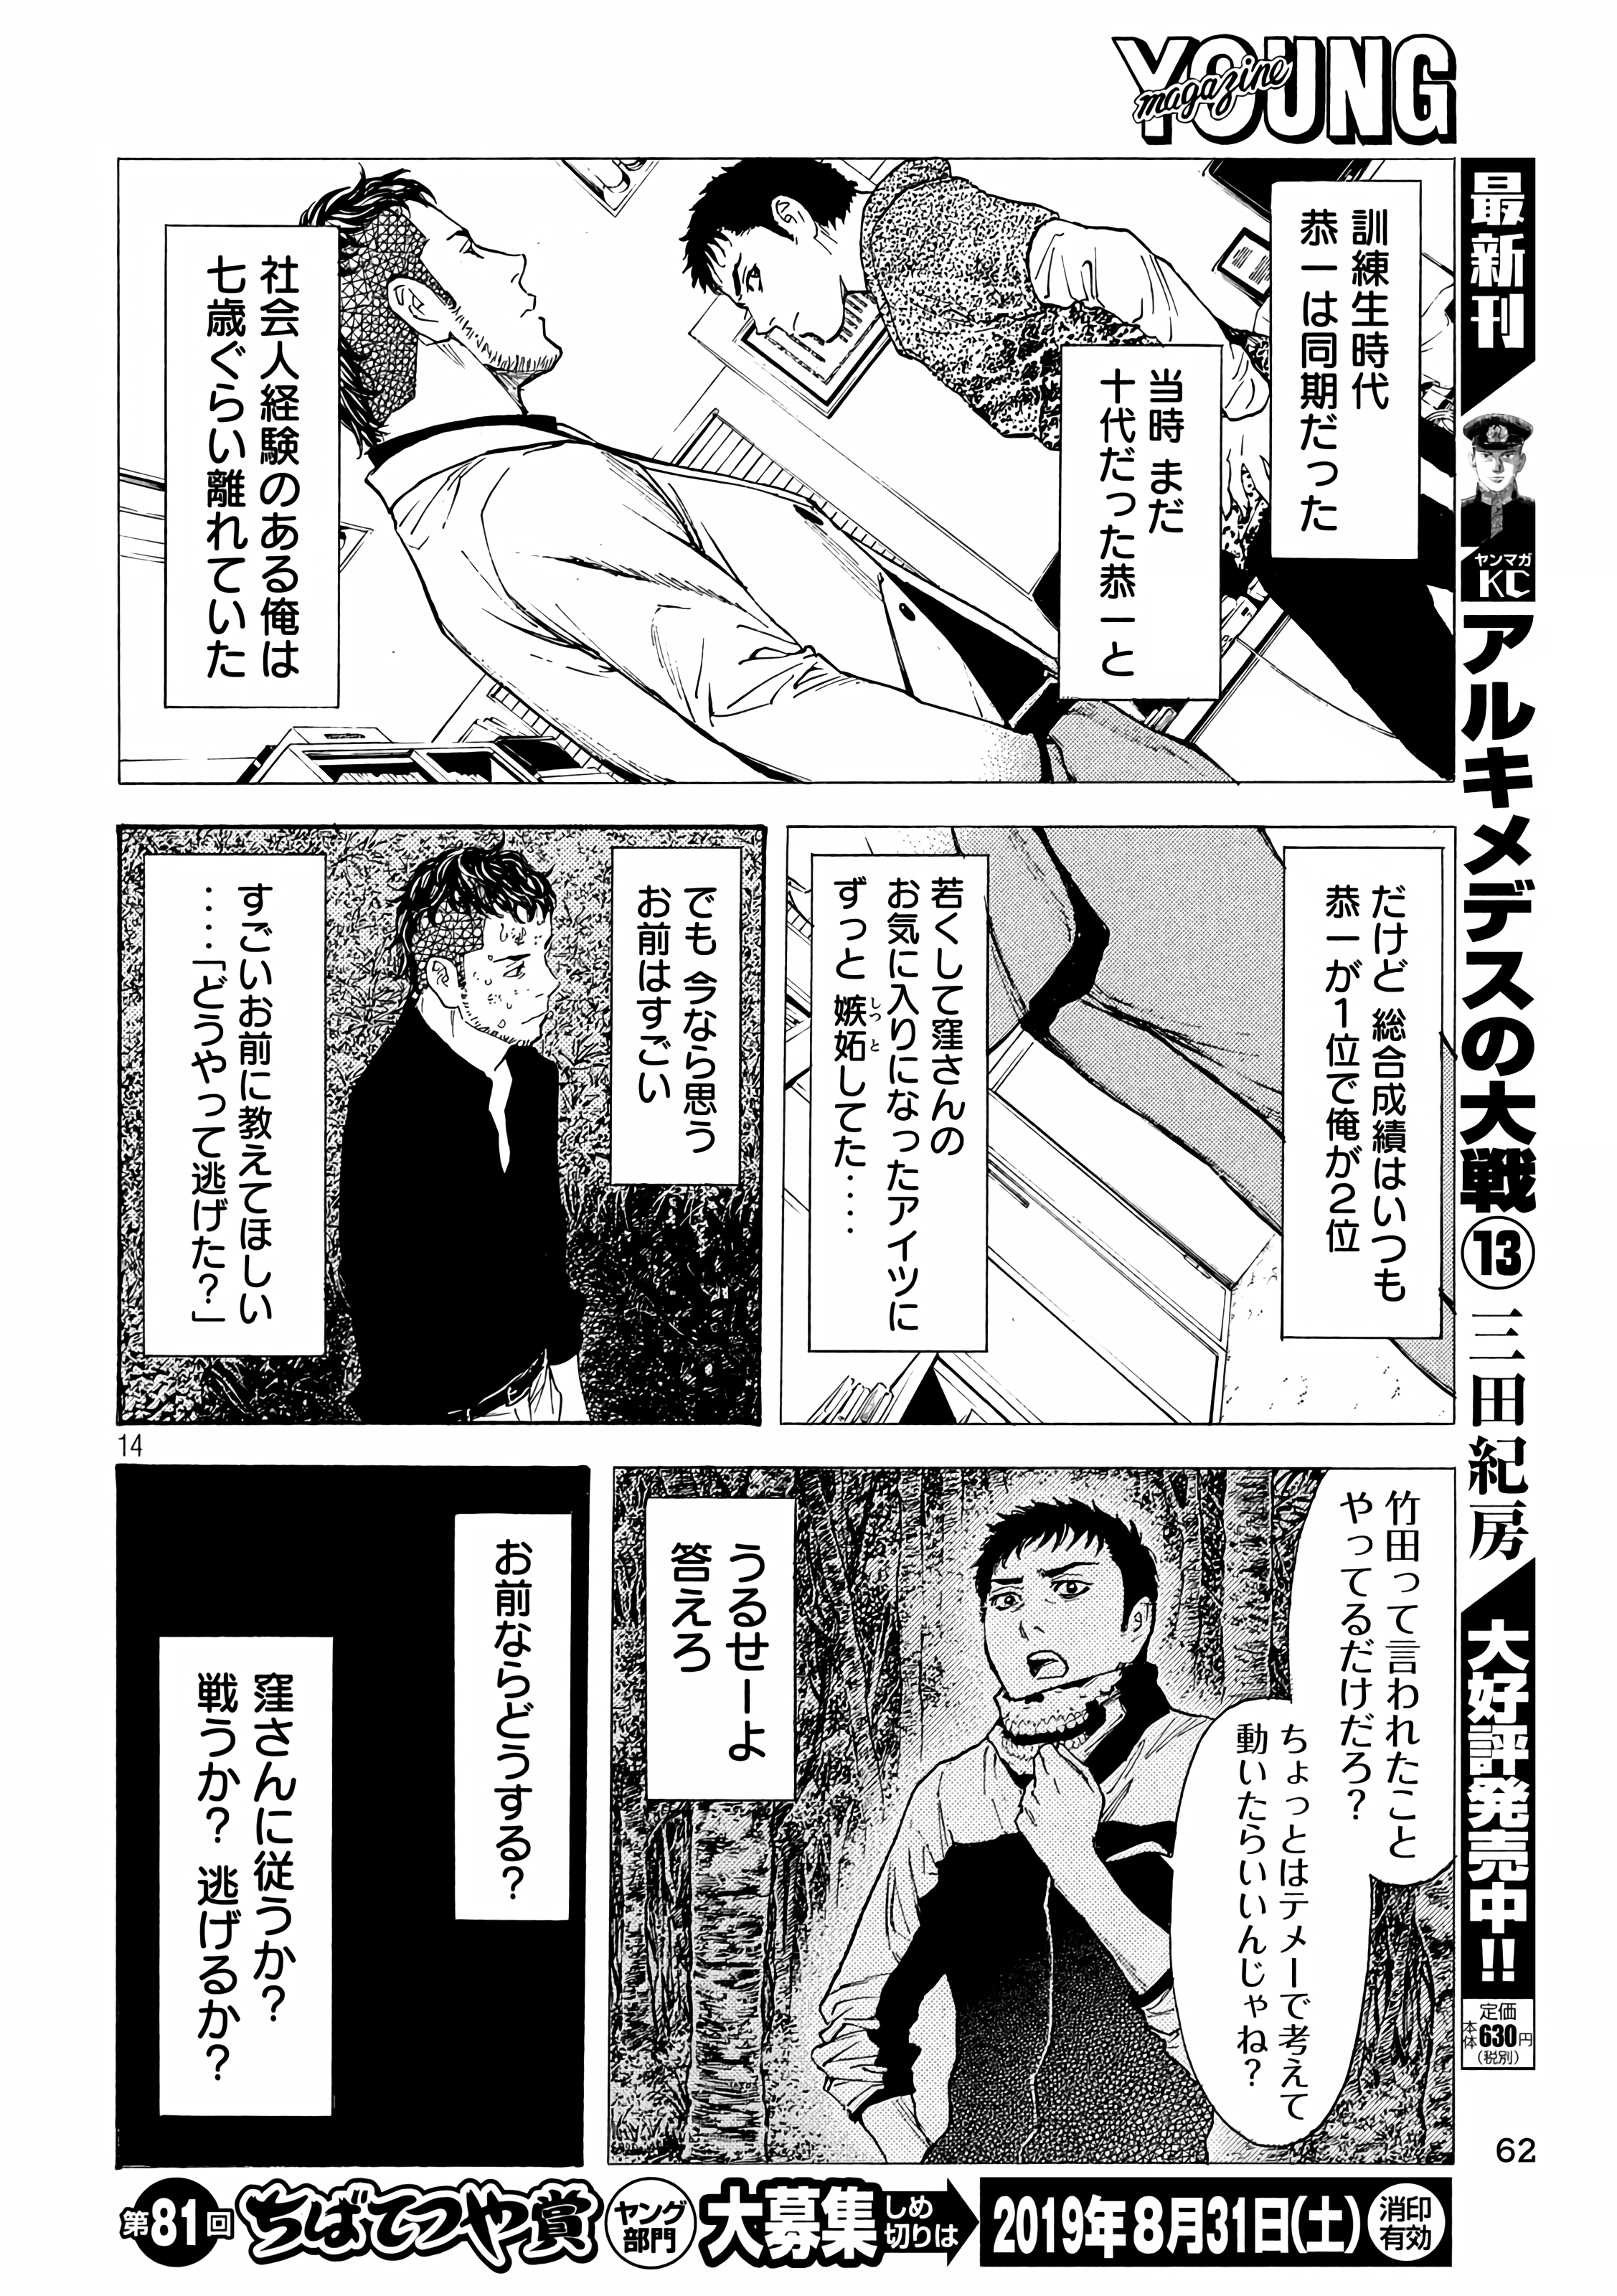 YOUNG
magazine
訓練生時代
恭一は同期だった
当時 まだ
十代だった恭一と
社会人経験のある俺は
七歳ぐらい離れていた
だけど 総合成績はいつも
恭一が1位で俺が2位
若くして窪さんの
お気に入りになったアイツに
ずっと 嫉妬してた‥‥
しっと
でも 今なら思う
お前はすごい
すごいお前に教えてほしい
‥‥「どうやって逃げた?」
14
竹田って言われたこと
やってるだけだろ?
ちょっとはテメーで考えて
動いたらいいんじゃね?
うるせーよ
答えろ
お前ならどうする?
窪さんに従うか?
戦うか? 逃げるか?
最新刊
ヤンマガ
KC
アルキメデスの大戦⑬
三田紀房
大好評発売中!!
定価
本体630円
(税別)
62
第81回
ちばてつや賞
ヤング
部門
大募集
しめ
切りは
2019年8月31日(土)
消印
有効